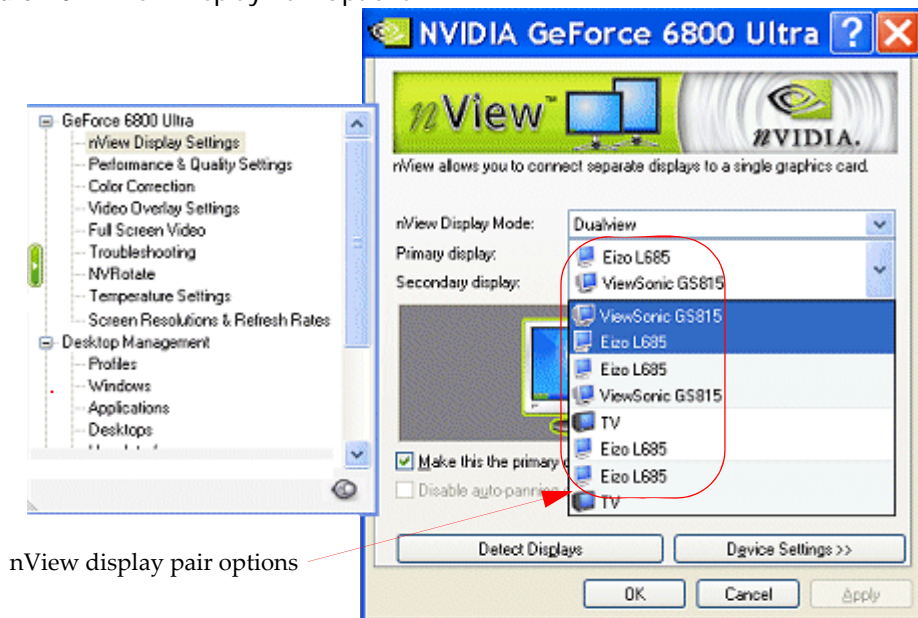 NVIDIA GeForce 6800 Ultra
nView™
NVIDIA.
nView allows you to connect separate displays to a single graphics card.
GeForce 6800 Ultra
nView Display Settings
Performance & Quality Settings
Color Correction
Video Overlay Settings
Full Screen Video
Troubleshooting
NVRotate
Temperature Settings
Screen Resolutions & Refresh Rates
Desktop Management
Profiles
Windows
Applications
Desktops
nView Display Mode:
Dualview
Primary display:
Eizo L685
Secondary display:
ViewSonic GS815
ViewSonic GS815
Eizo L685
Eizo L685
ViewSonic GS815
TV
Eizo L685
Eizo L685
TV
Make this the primary
Disable auto-panning
Detect Displays
Device Settings >>
OK
Cancel
Apply
nView display pair options